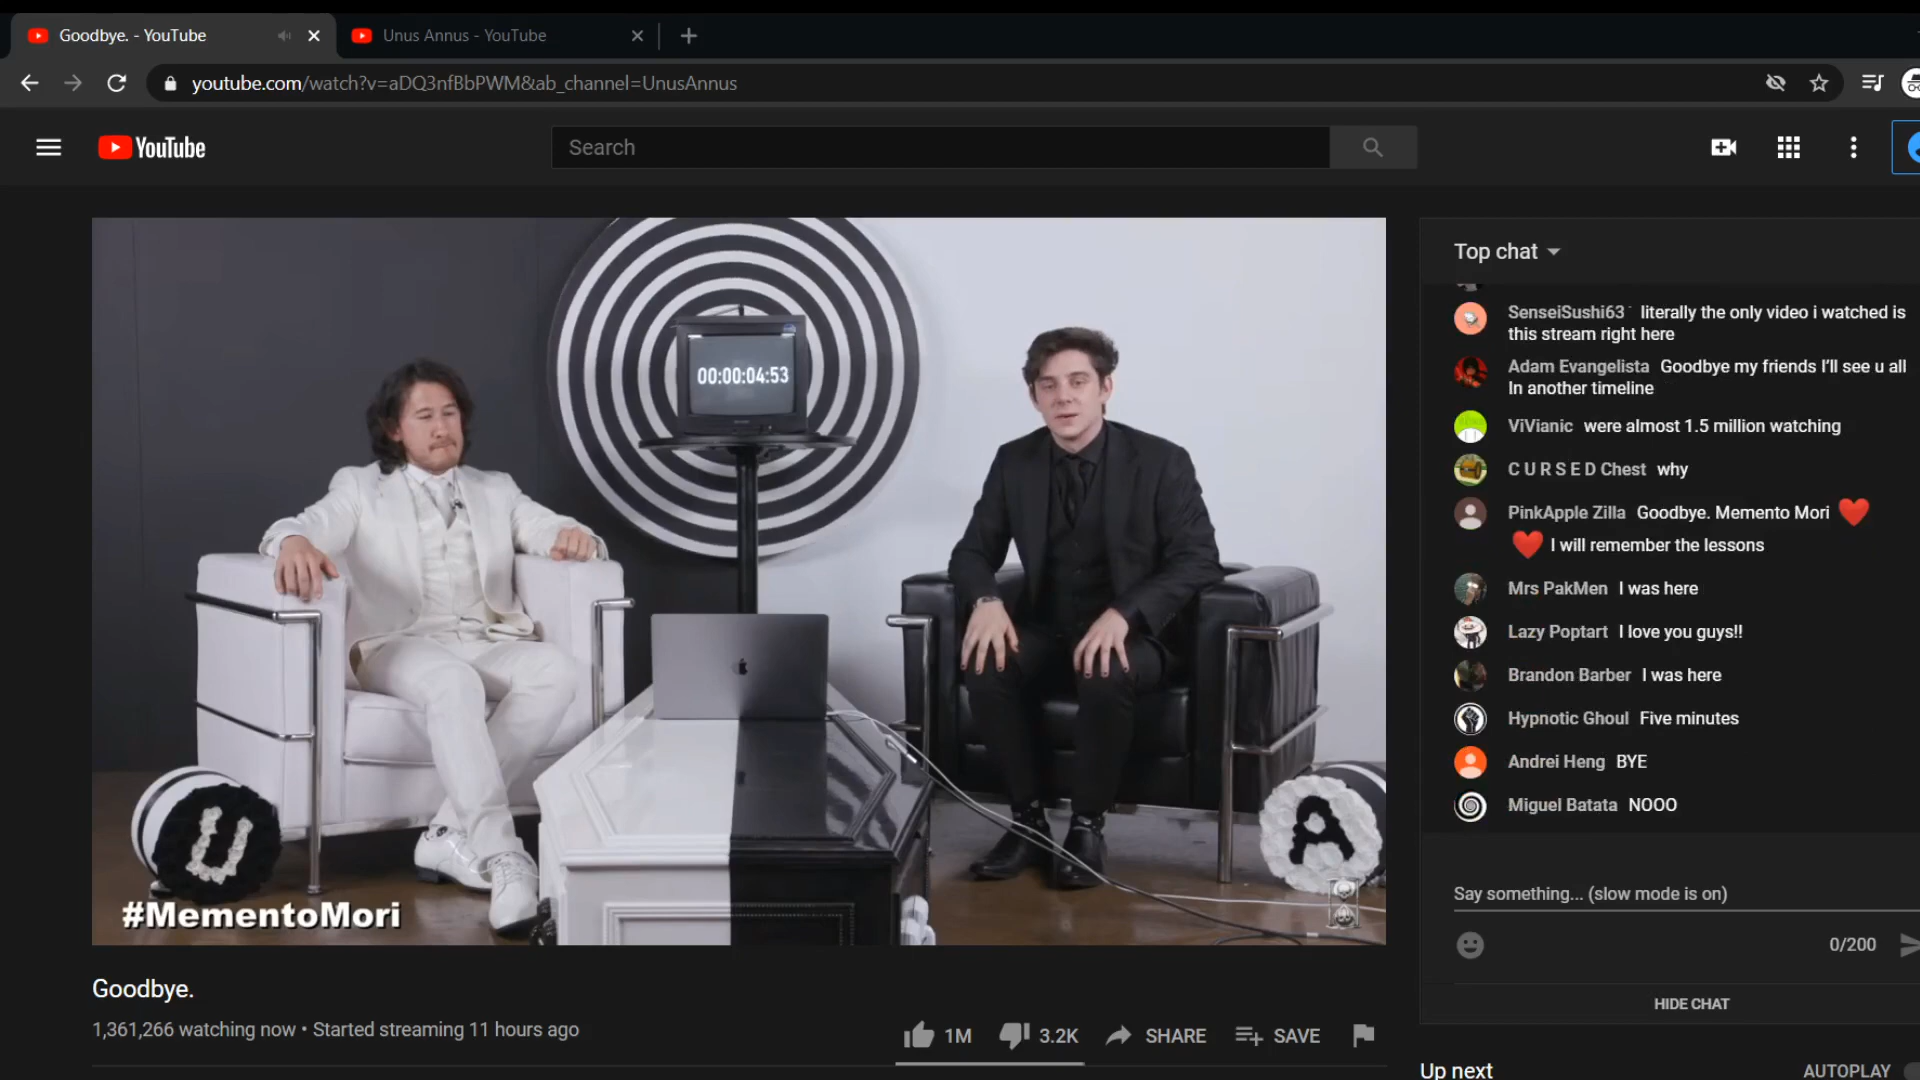 Goodbye. - YouTube
Unus Annus - YouTube
youtube.com/watch?v=aDQ3nfBbPWM&ab_channel=UnusAnnus
YouTube
Search
00:00:04:53
U
A
#MementoMori
Goodbye.
1,361,266 watching now • Started streaming 11 hours ago
1M
3.2K
SHARE
SAVE
Top chat
SenseiSushi63 literally the only video i watched is
this stream right here
Adam Evangelista Goodbye my friends I'll see u all
In another timeline
ViVianic were almost 1.5 million watching
C U R S E D Chest why
PinkApple Zilla Goodbye. Memento Mori ❤️
❤️ I will remember the lessons
Mrs PakMen I was here
Lazy Poptart I love you guys!!
Brandon Barber I was here
Hypnotic Ghoul Five minutes
Andrei Heng BYE
Miguel Batata NOOO
Say something... (slow mode is on)
0/200
HIDE CHAT
Up next
AUTOPLAY